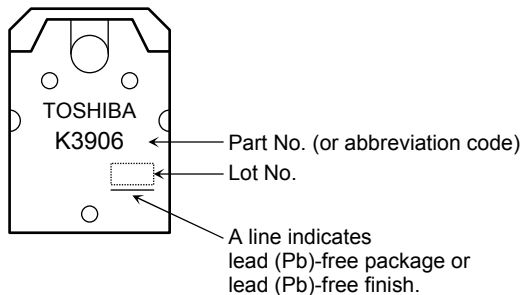 TOSHIBA
K3906
Part No. (or abbreviation code)
Lot No.
A line indicates
lead (Pb)-free package or
lead (Pb)-free finish.